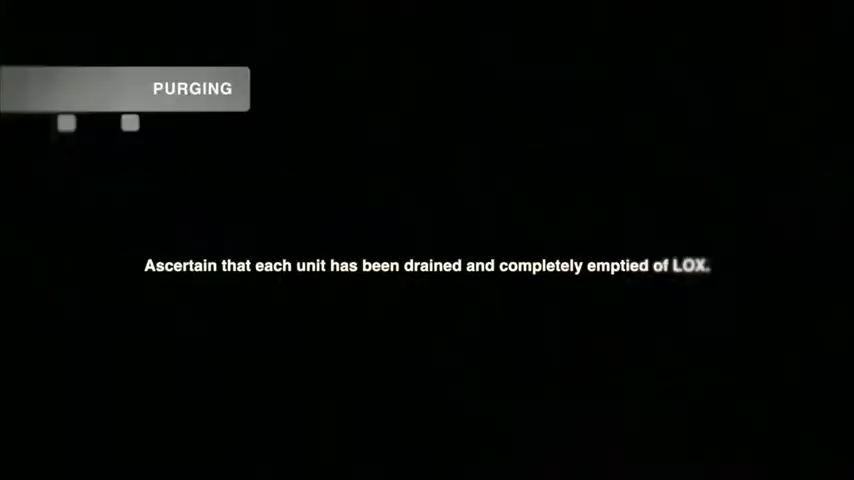 PURGING
Ascertain that each unit has been drained and completely emptied of LOX.